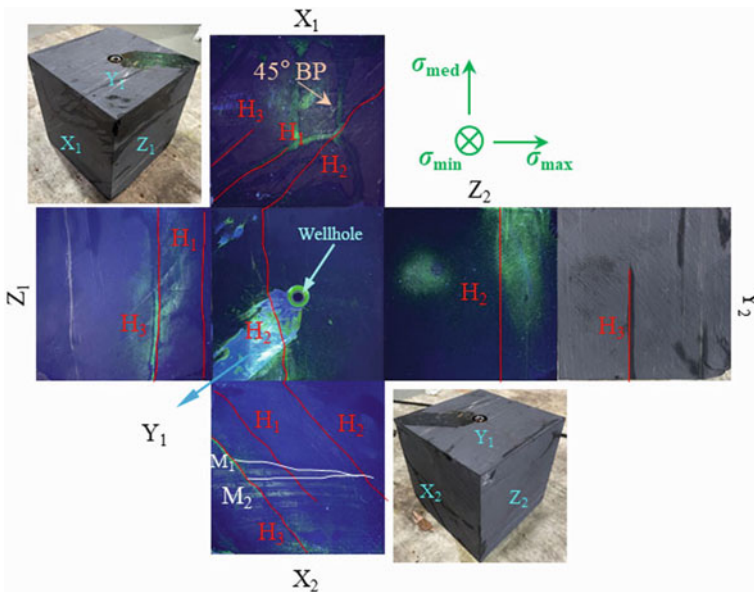 X₁
Y₁
X₁
Z₁
45° BP
H₃
H₁
H₂
σmed
σmin
σmax
Z₂
Z₁
H₁
H₃
Wellhole
H₂
H₂
H₃
Y₂
Y₁
H₁
H₂
M₁
M₂
H₃
X₂
Y₁
X₂
Z₂